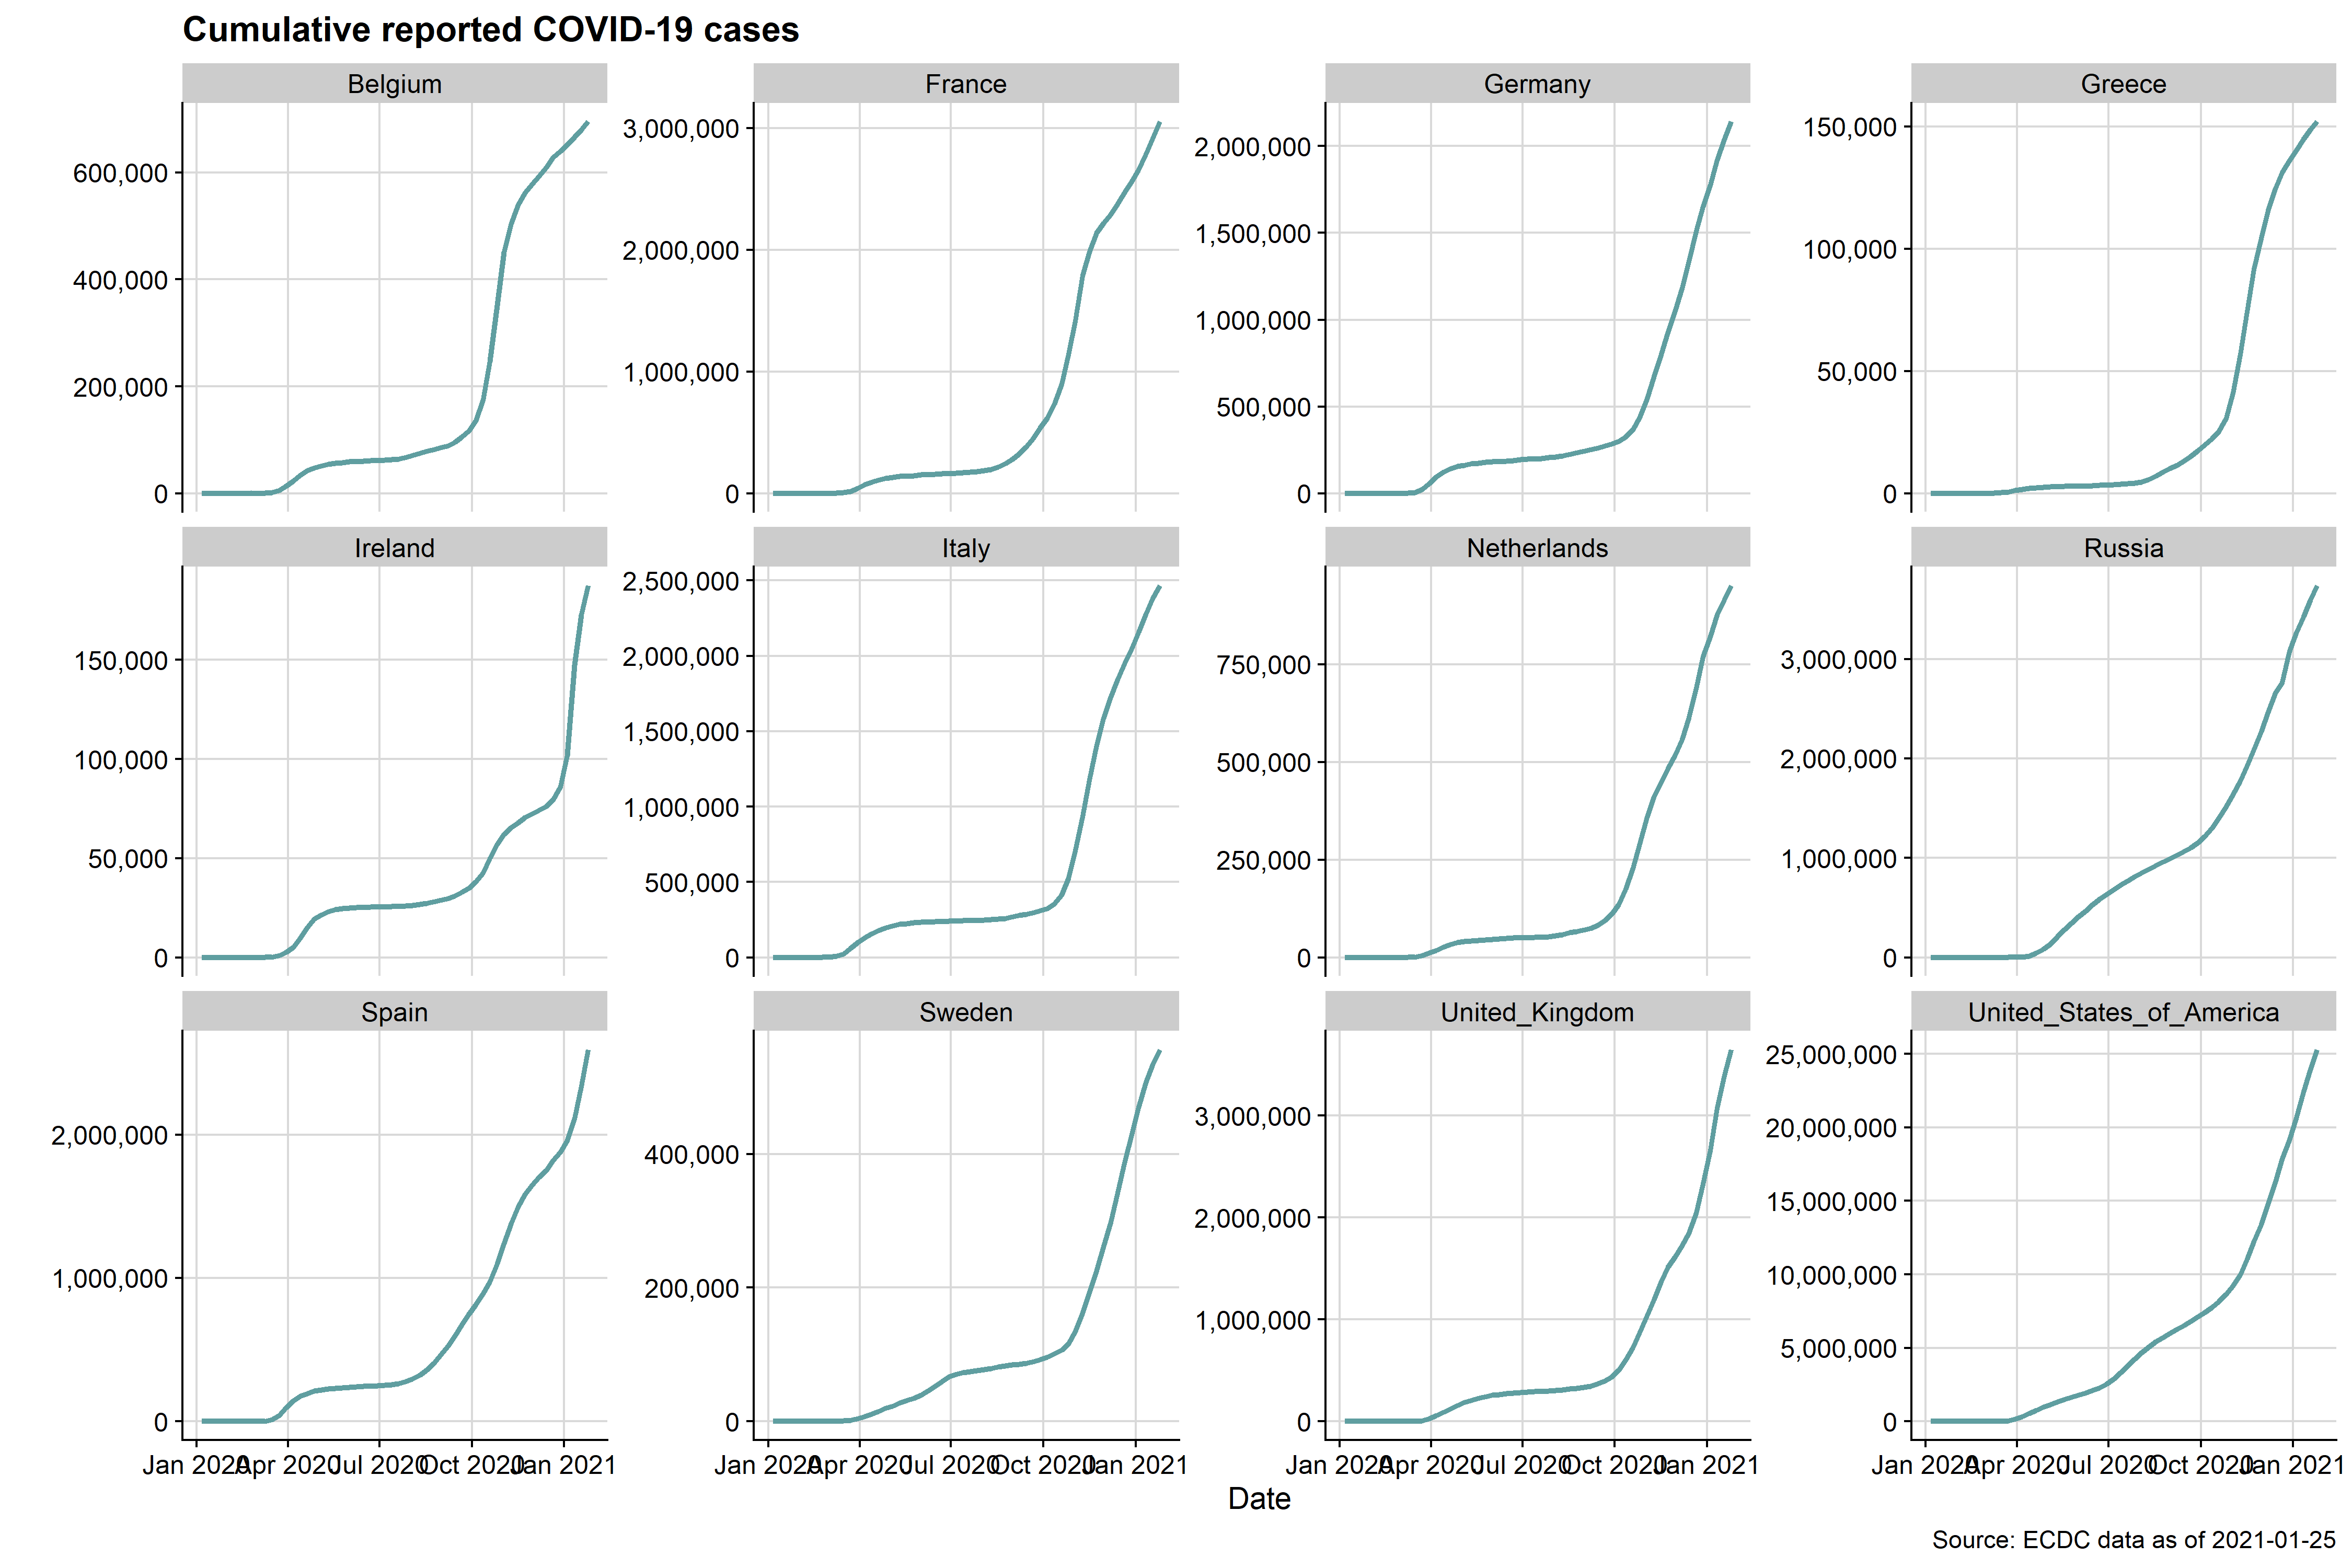 Cumulative reported COVID-19 cases
Belgium
France
Germany
Greece
600,000
400,000
200,000
0
3,000,000
2,000,000
1,000,000
0
2,000,000
1,500,000
1,000,000
500,000
0
150,000
100,000
50,000
0
Ireland
Italy
Netherlands
Russia
150,000
100,000
50,000
0
2,500,000
2,000,000
1,500,000
1,000,000
500,000
0
750,000
500,000
250,000
0
3,000,000
2,000,000
1,000,000
0
Spain
Sweden
United_Kingdom
United_States_of_America
2,000,000
1,000,000
0
400,000
200,000
0
3,000,000
2,000,000
1,000,000
0
25,000,000
20,000,000
15,000,000
10,000,000
5,000,000
0
Jan 2020 Apr 2020 Jul 2020 Oct 2020 Jan 2021
Jan 2020 Apr 2020 Jul 2020 Oct 2020 Jan 2021
Jan 2020 Apr 2020 Jul 2020 Oct 2020 Jan 2021
Jan 2020 Apr 2020 Jul 2020 Oct 2020 Jan 2021
Date
Source: ECDC data as of 2021-01-25